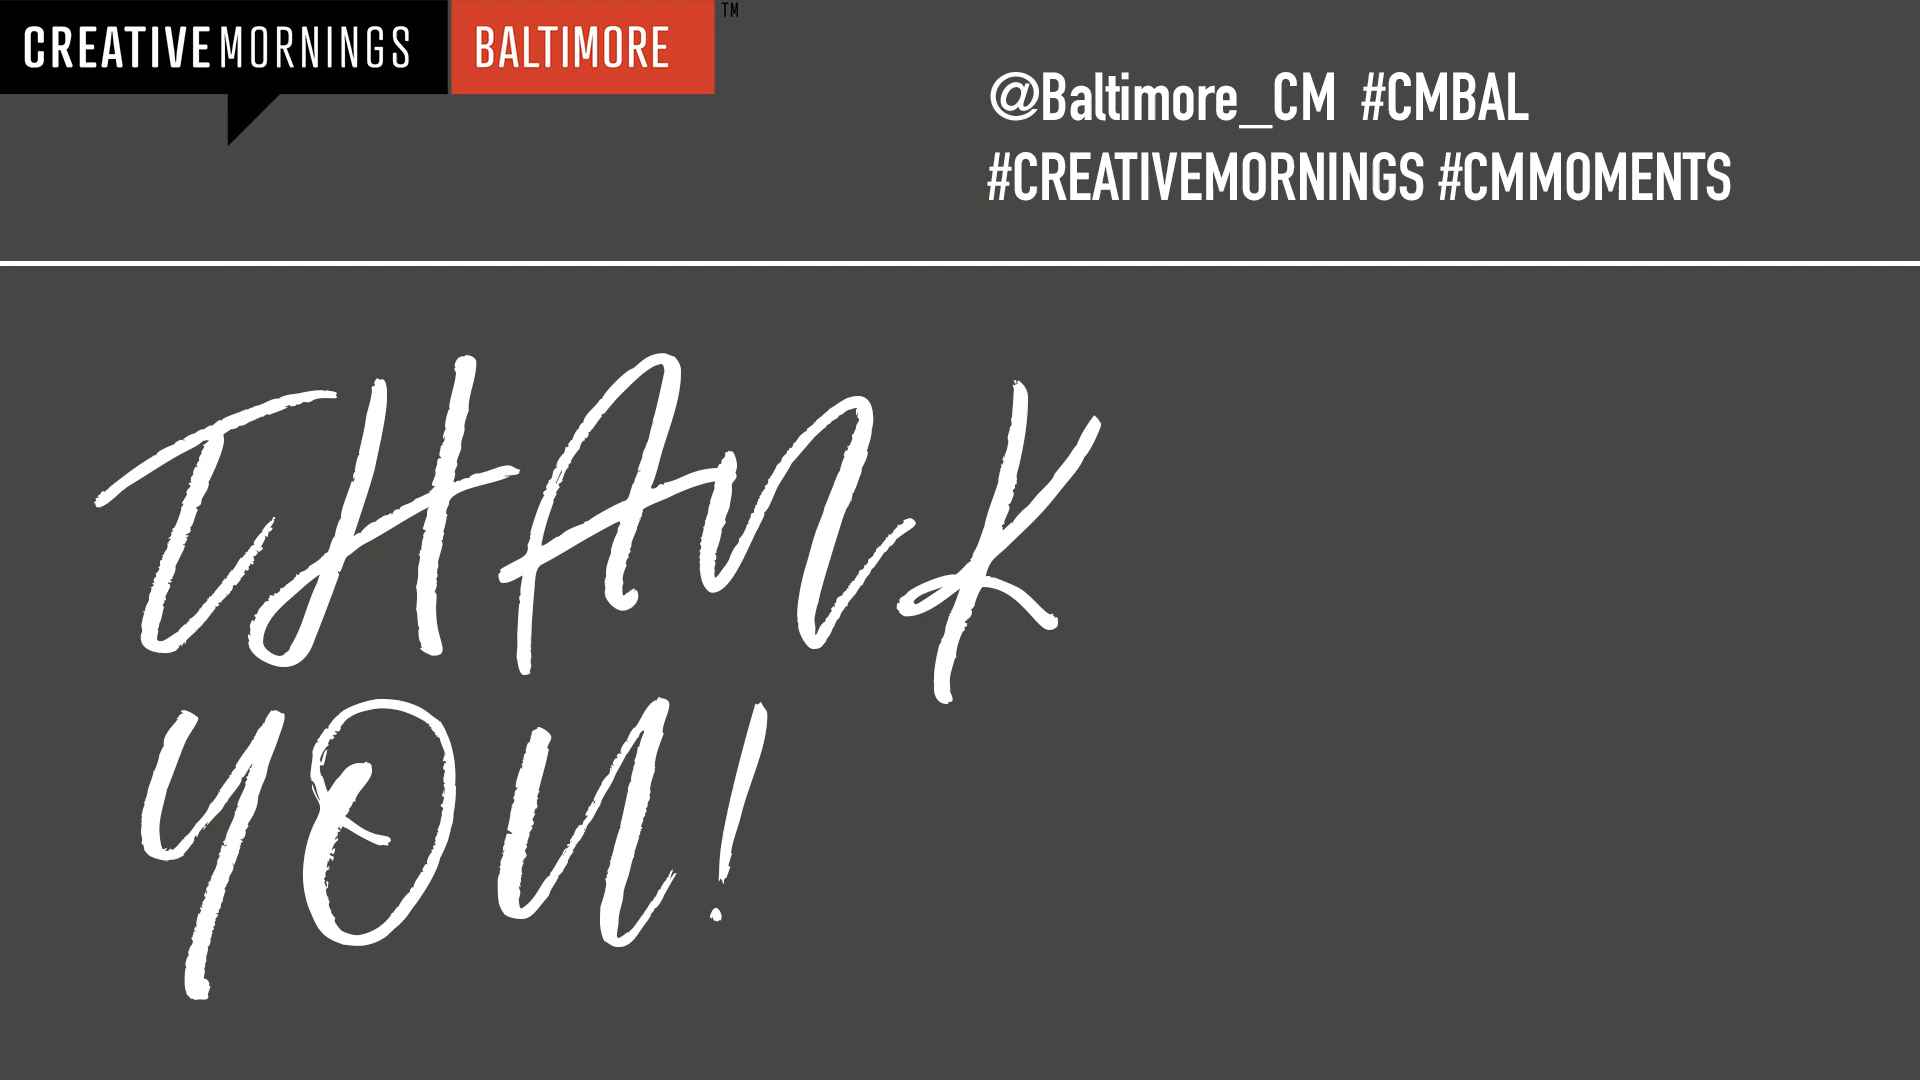 CREATIVEMORNINGS BALTIMORE ™
@Baltimore_CM #CMBAL
#CREATIVEMORNINGS #CMMOMENTS
THANK
YOU!